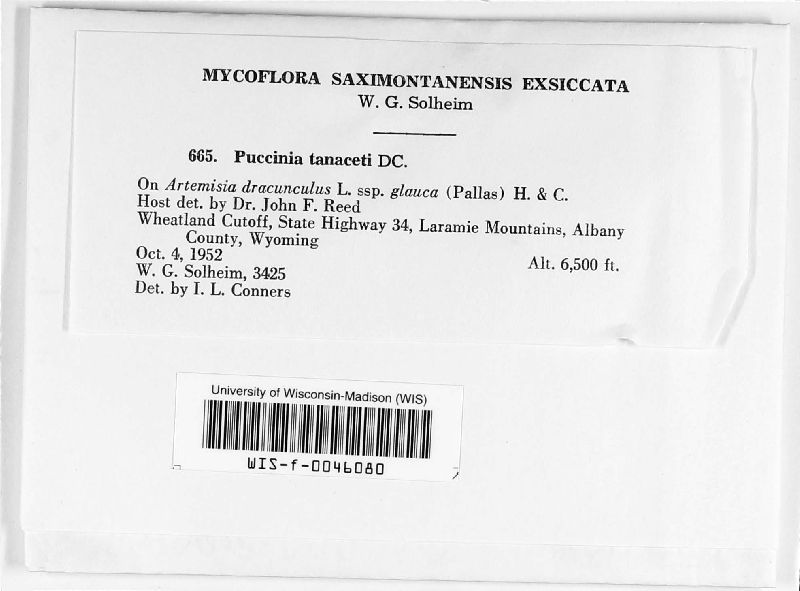 MYCOFLORA SAXIMONTANENSIS EXSICCATA
W. G. Solheim
665. Puccinia tanaceti DC.
On Artemisia dracunculus L. ssp. glauca (Pallas) H. & C.
Host det. by Dr. John F. Reed
Wheatland Cutoff, State Highway 34, Laramie Mountains, Albany
County, Wyoming
Oct. 4, 1952
Alt. 6,500 ft.
W. G. Solheim, 3425
Det. by I. L. Conners
University of Wisconsin-Madison (WIS)
WIS-f-0046080